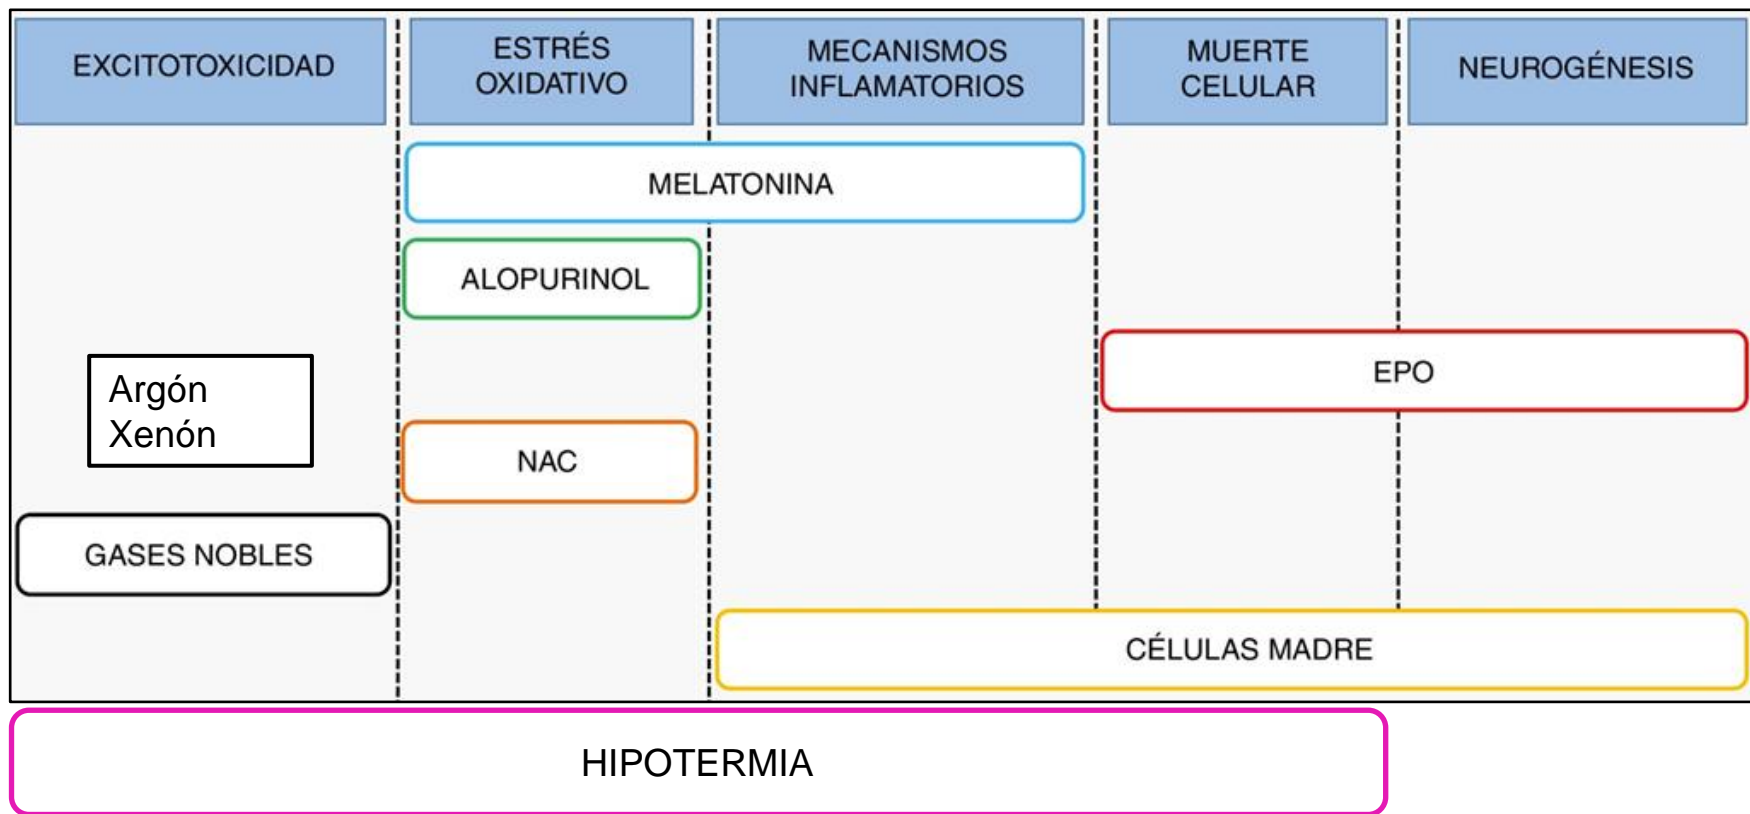 EXCITOTOXICIDAD
ESTRÉS
OXIDATIVO
MECANISMOS
INFLAMATORIOS
MUERTE
CELULAR
NEUROGÉNESIS
MELATONINA
ALOPURINOL
EPO
Argón
Xenón
NAC
GASES NOBLES
CÉLULAS MADRE
HIPOTERMIA